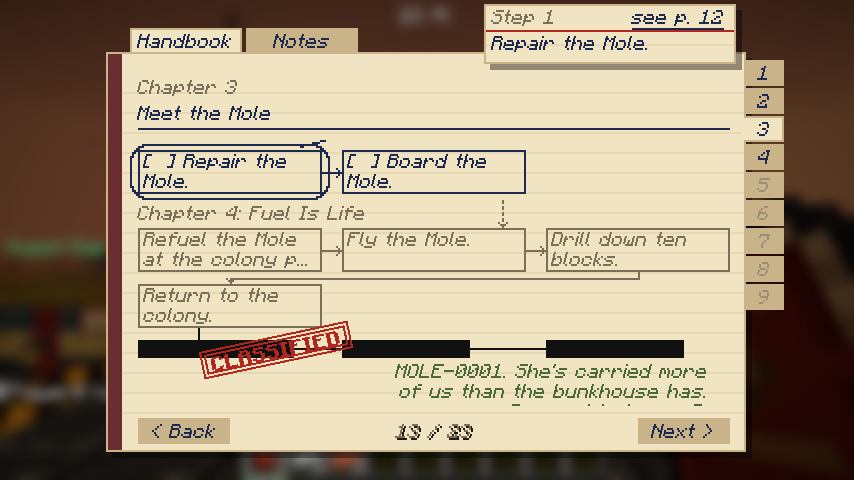 Step 1 see p. 12
Repair the Mole.
Handbook Notes
Chapter 3
Meet the Mole
[ ] Repair the
Mole.
[ ] Board the
Mole.
Chapter 4: Fuel Is Life
Refuel the Mole
at the colony p...
Fly the Mole.
Drill down ten
blocks.
Return to the
colony.
CLASSIFIED
MOLE-0001. She's carried more
of us than the bunkhouse has.
< Back
13 / 23
Next >
1
2
3
4
5
6
7
8
9